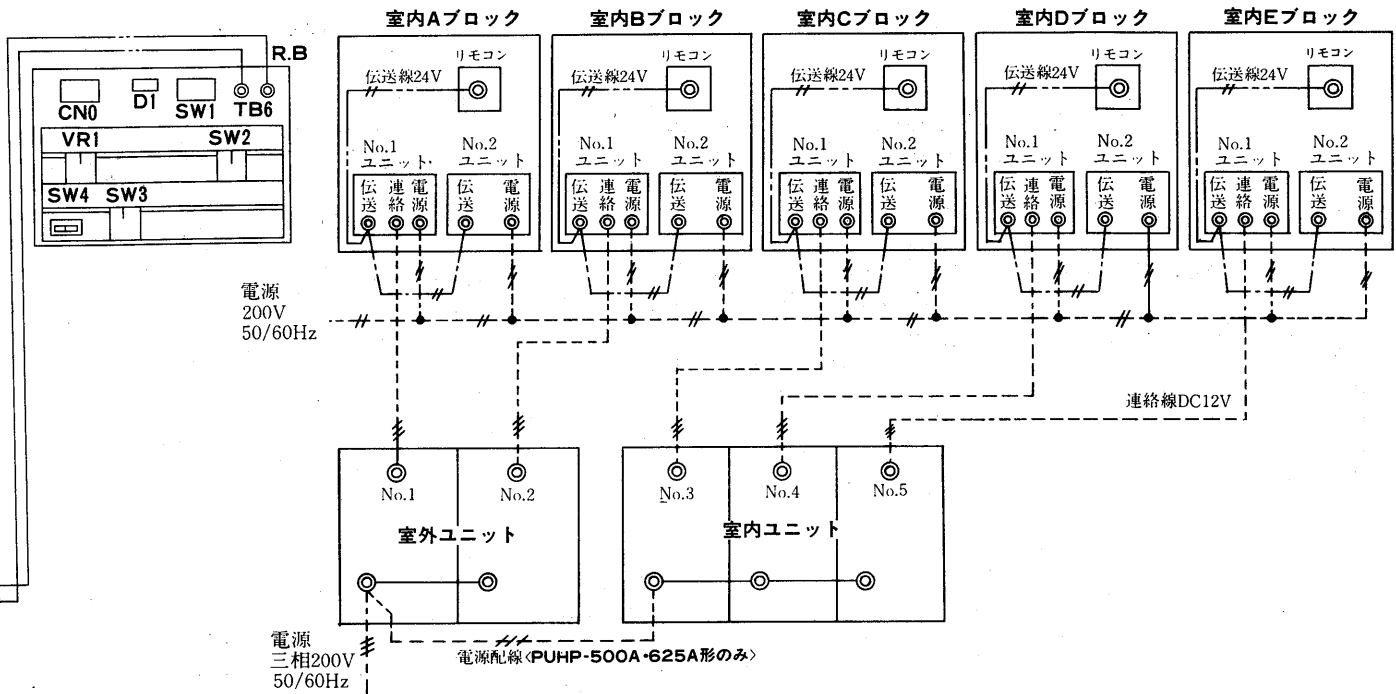 室内Aブロック
室内Bブロック
室内Cブロック
室内Dブロック
室内Eブロック
R.B
CN0
D1
SW1
TB6
VR1
SW2
SW4
SW3
リモコン
伝送線24V
No.1
ユニット
No.2
ユニット
伝送
連絡
電源
伝送
電源
リモコン
伝送線24V
No.1
ユニット
No.2
ユニット
伝送
連絡
電源
伝送
電源
リモコン
伝送線24V
No.1
ユニット
No.2
ユニット
伝送
連絡
電源
伝送
電源
リモコン
伝送線24V
No.1
ユニット
No.2
ユニット
伝送
連絡
電源
伝送
電源
リモコン
伝送線24V
No.1
ユニット
No.2
ユニット
伝送
連絡
電源
伝送
電源
電源
200V
50/60Hz
連絡線DC12V
No.1
No.2
No.3
No.4
No.5
室外ユニット
室内ユニット
電源
三相200V
50/60Hz
電源配線〈PUHP-500A・625A形のみ〉